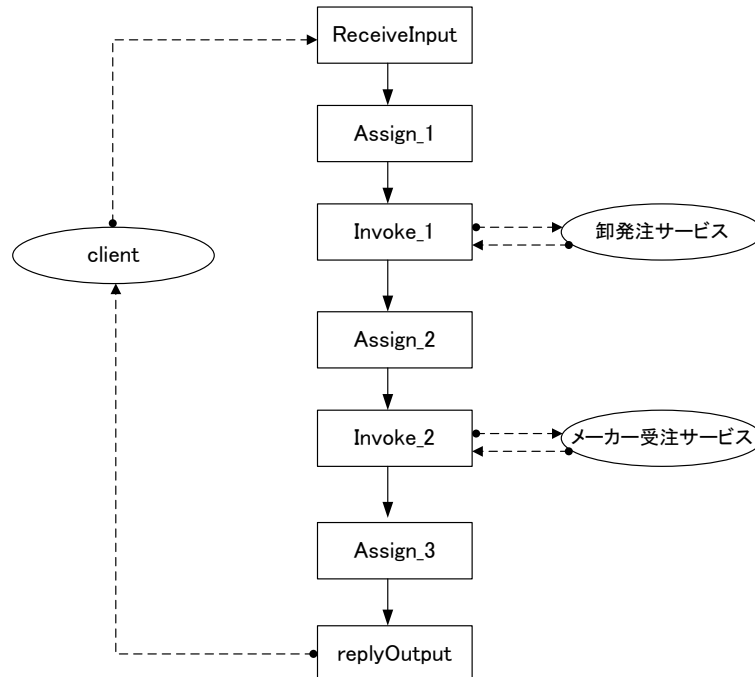 ReceiveInput
Assign_1
Invoke_1
卸発注サービス
client
Assign_2
Invoke_2
メーカー受注サービス
Assign_3
replyOutput